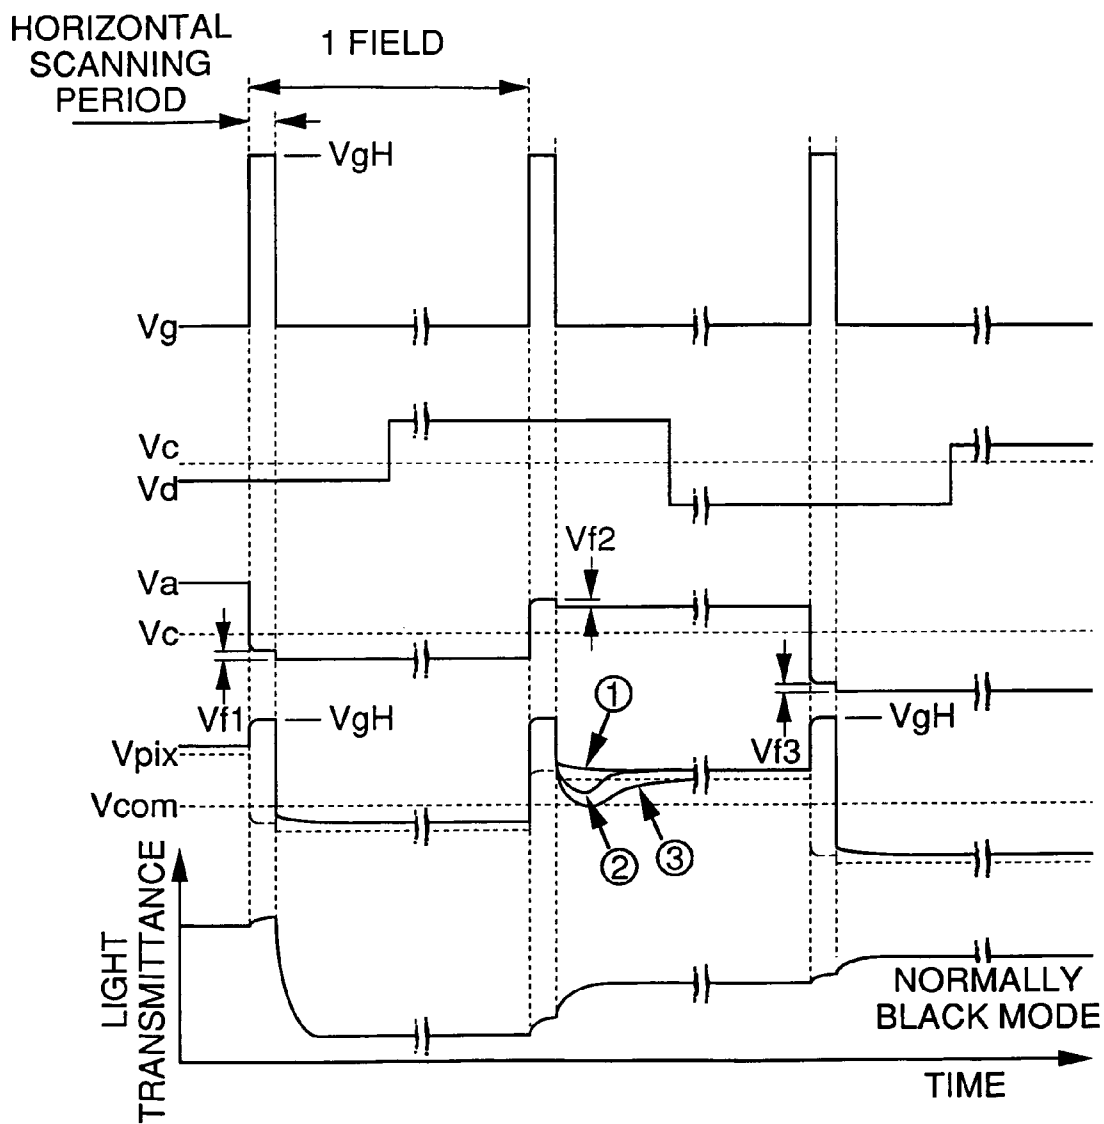 HORIZONTAL
SCANNING
PERIOD
1 FIELD
VgH
Vg
Vc
Vd
Vf2
Va
Vc
Vf1
VgH
①
VgH
Vpix
Vf3
Vcom
②
③
LIGHT
TRANSMITTANCE
NORMALLY
BLACK MODE
TIME